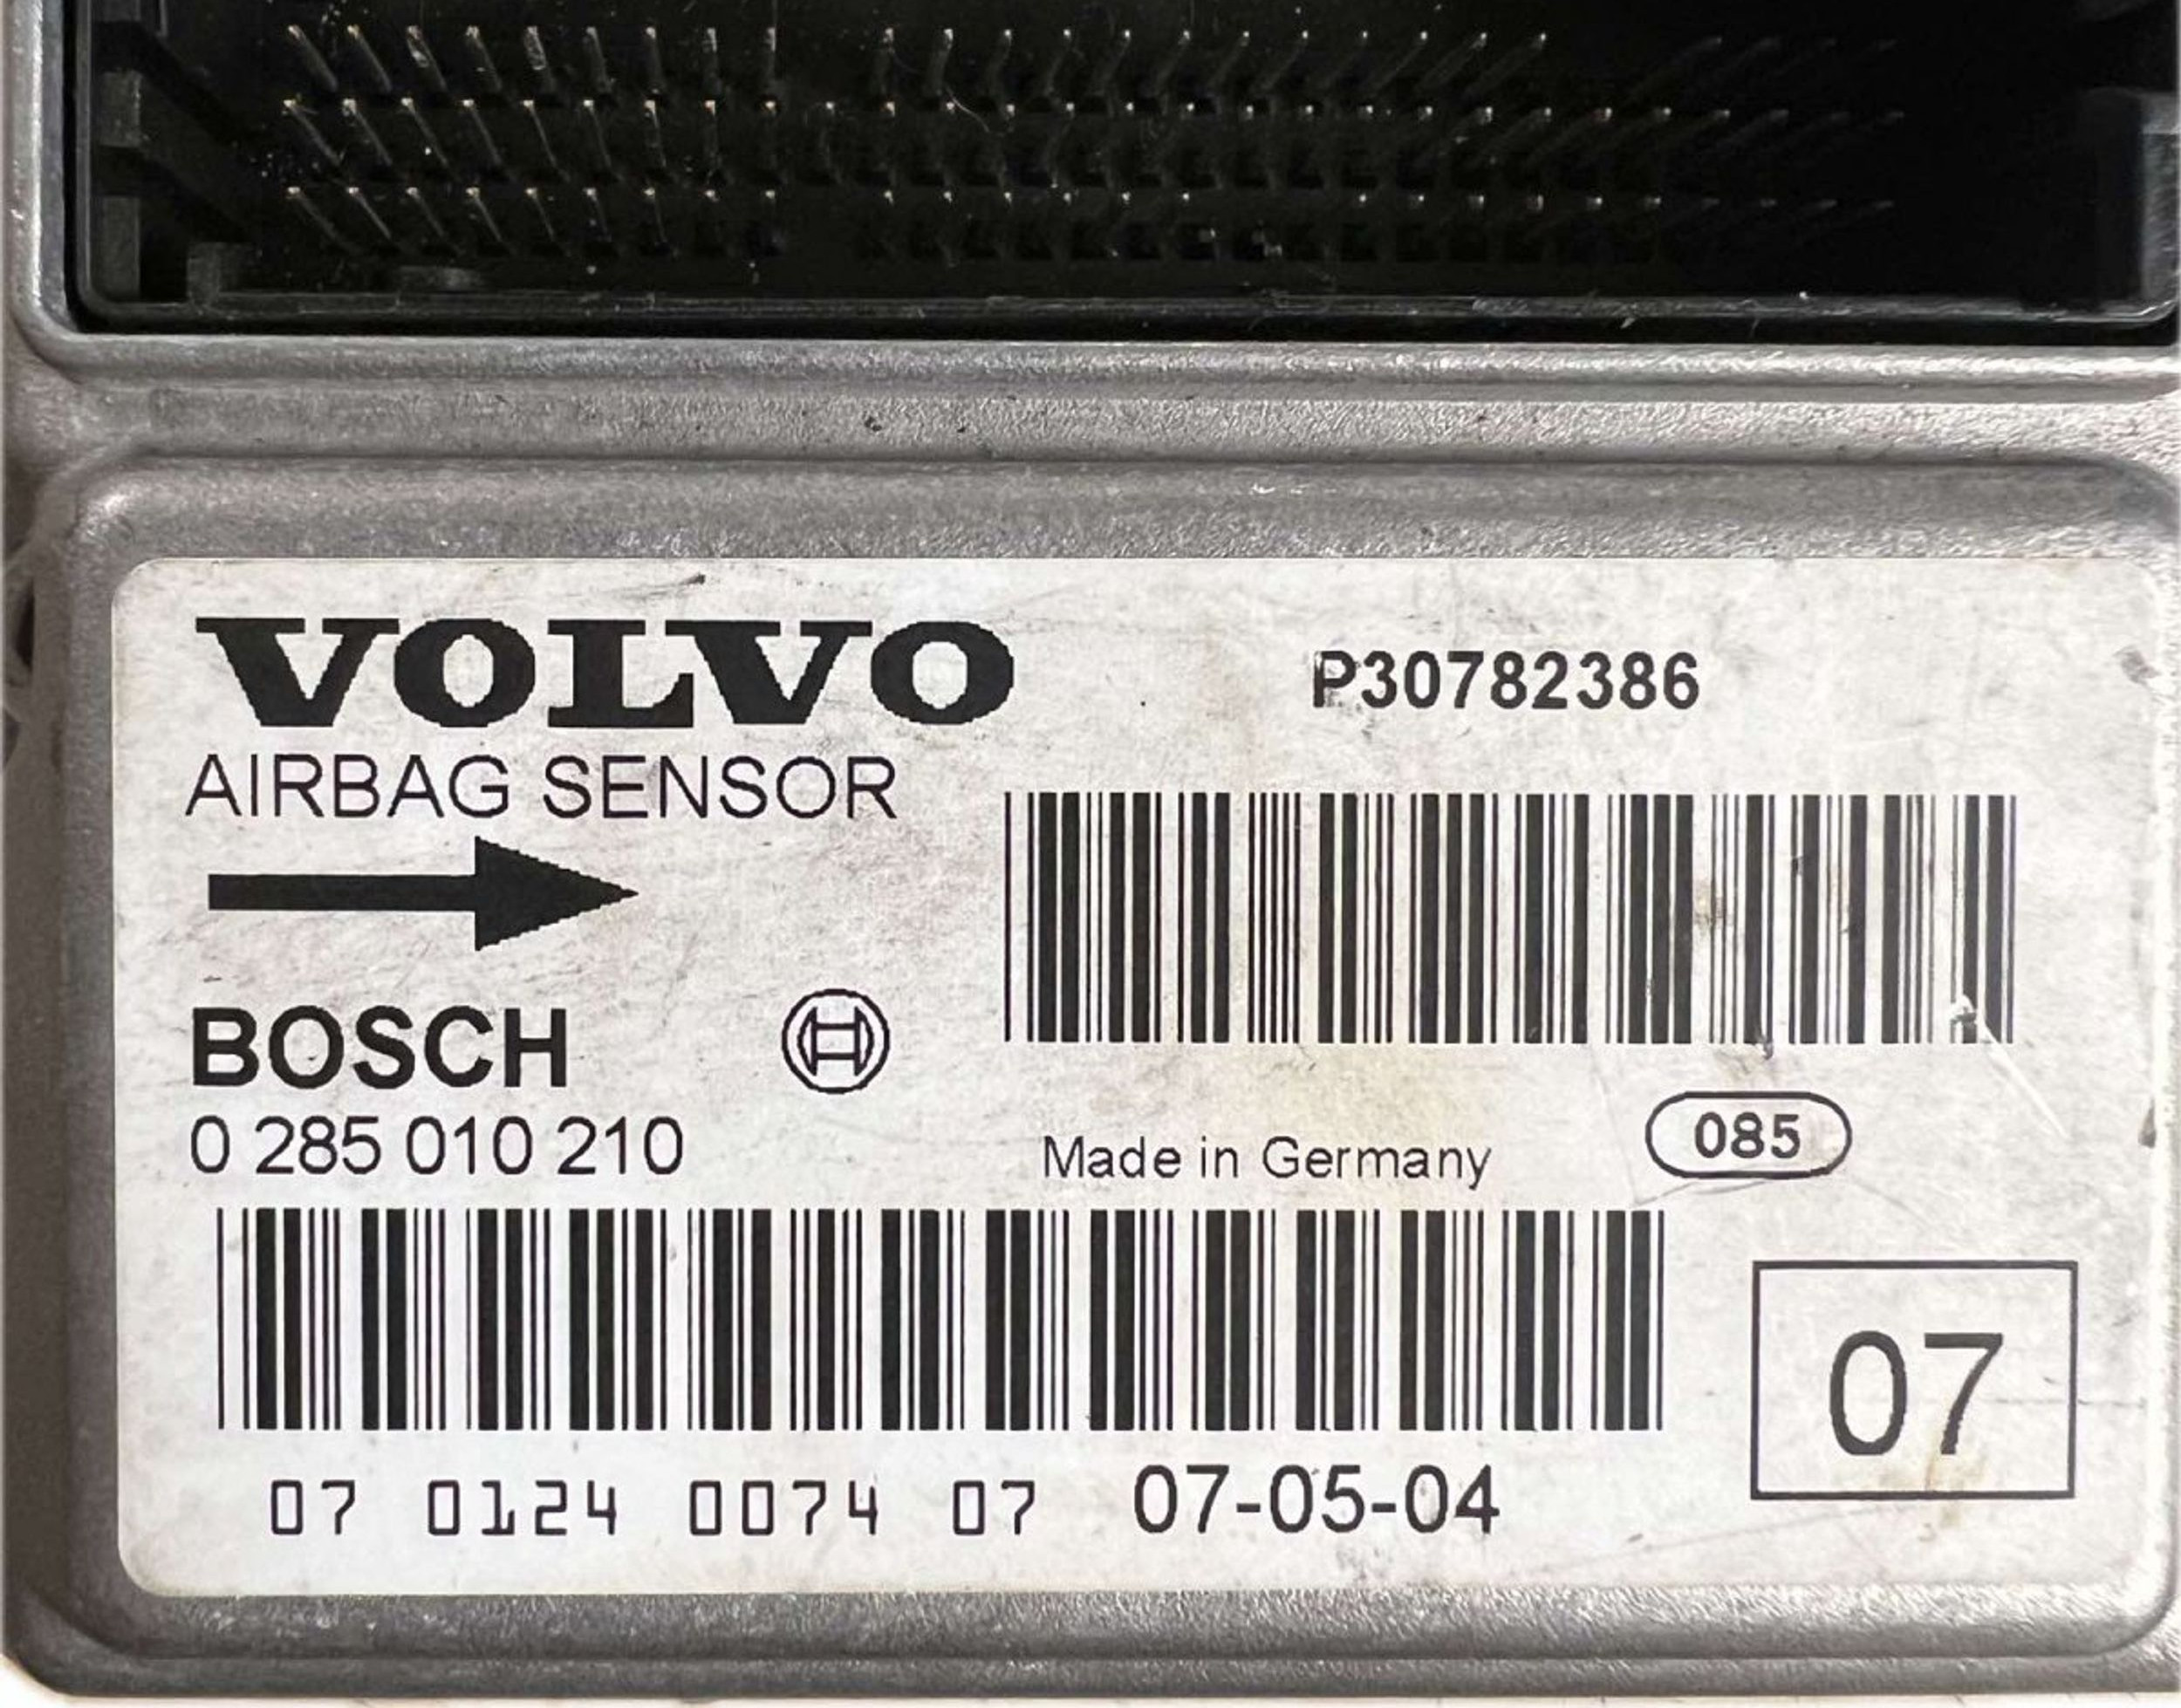 VOLVO
P30782386
AIRBAG SENSOR
BOSCH
0 285 010 210
Made in Germany
085
07
07 0124 0074 07 07-05-04